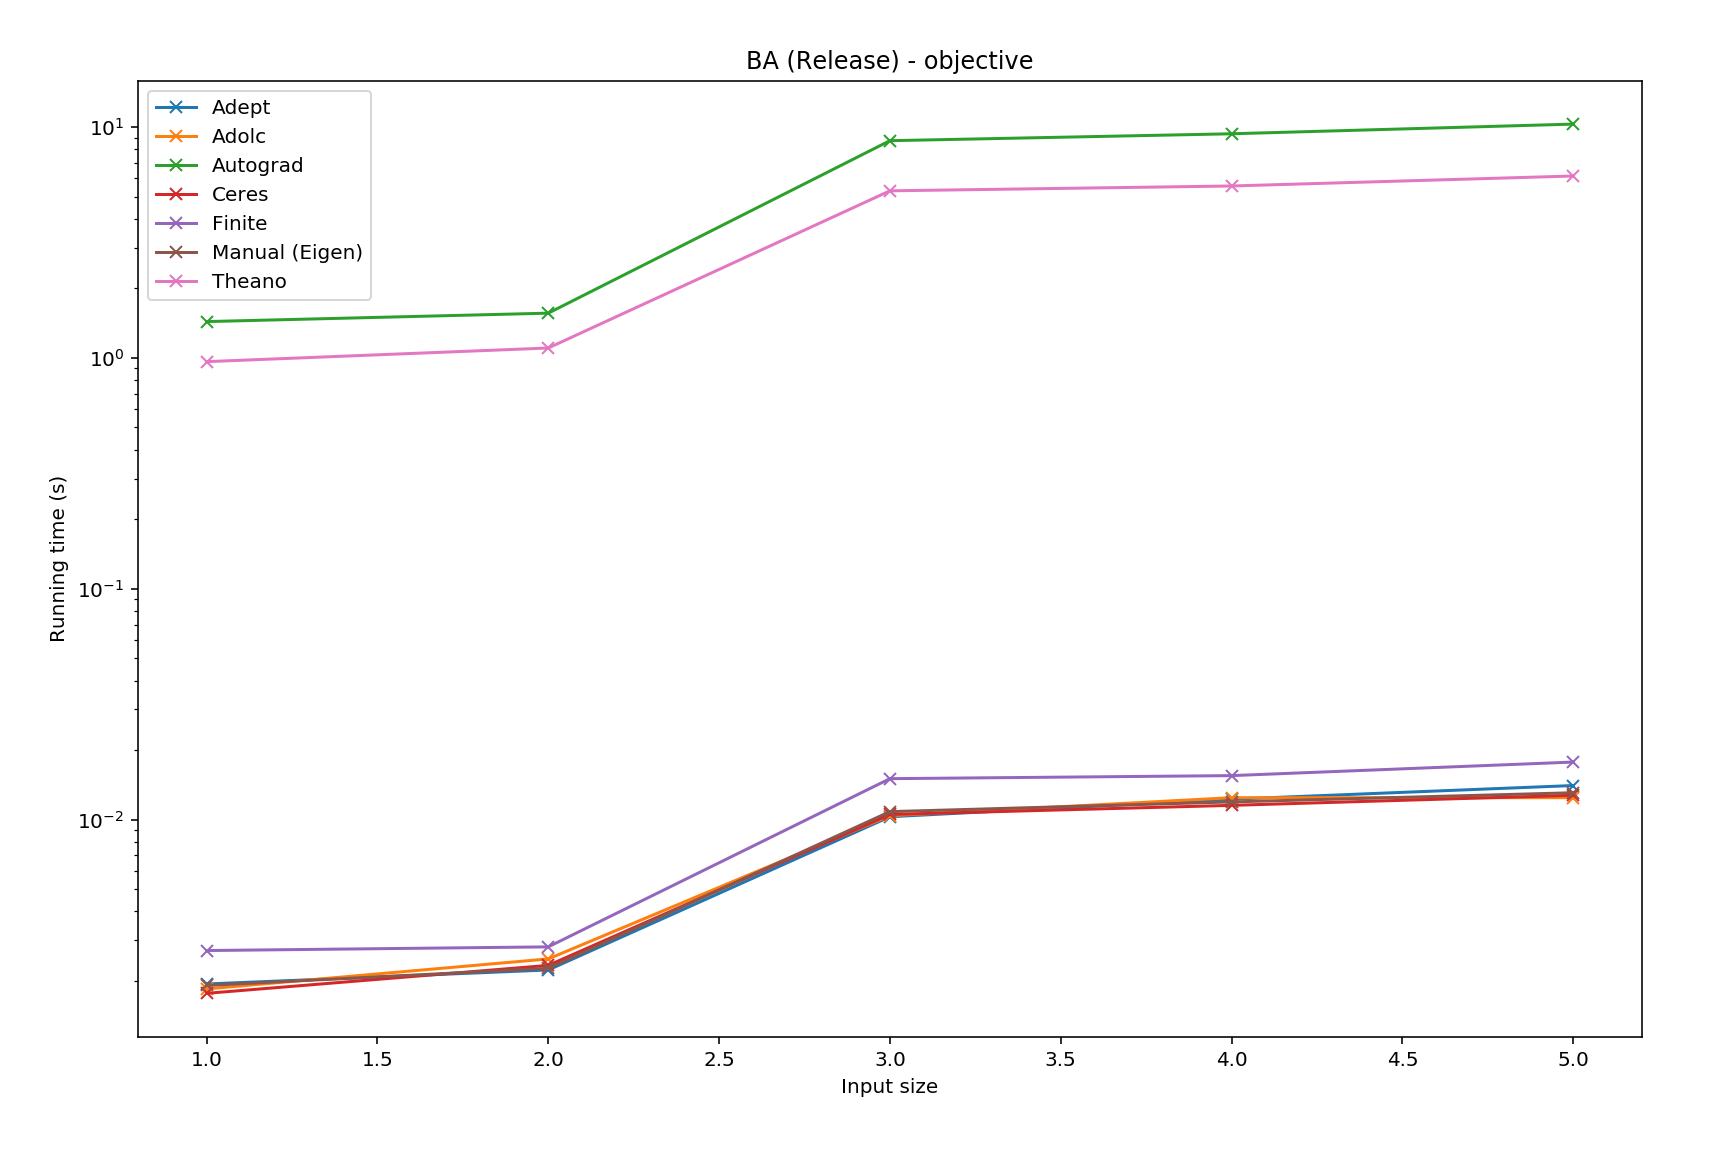 BA (Release) - objective
Adept
Adolc
Autograd
Ceres
Finite
Manual (Eigen)
Theano
10¹
10⁰
10⁻¹
10⁻²
Running time (s)
1.0 1.5 2.0 2.5 3.0 3.5 4.0 4.5 5.0
Input size